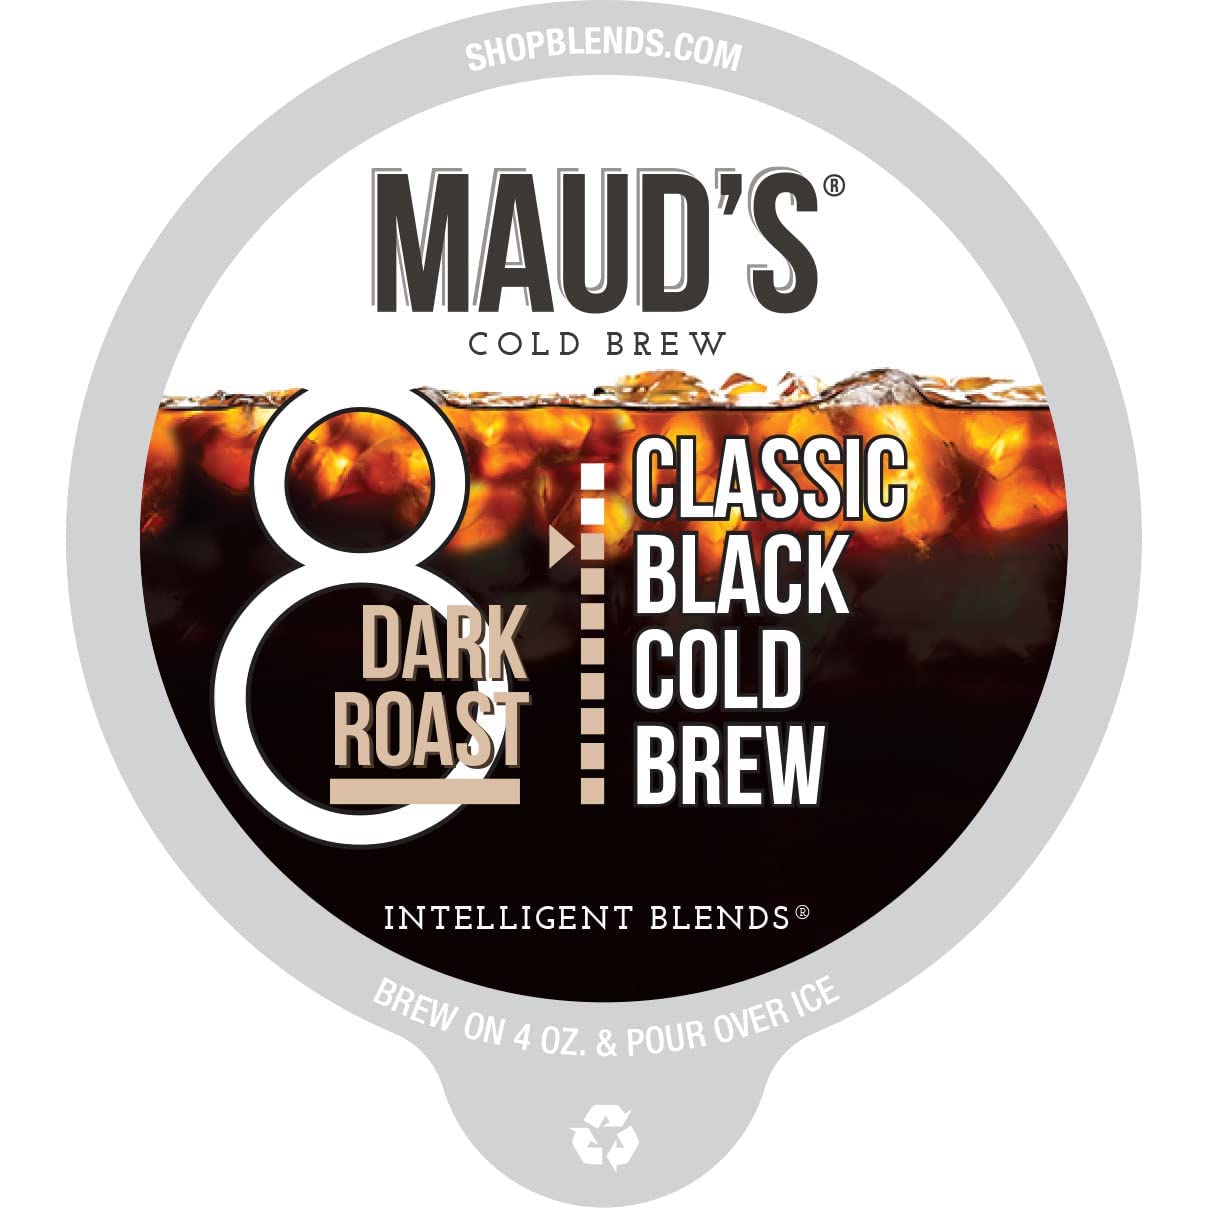 SHOPBLENDS.COM
MAUD'S®
COLD BREW
8
DARK
ROAST
CLASSIC
BLACK
COLD
BREW
INTELLIGENT BLENDS®
BREW ON 4 OZ. & POUR OVER ICE